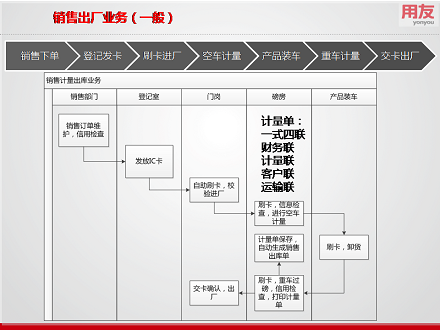 销售出厂业务（一般）
用友
yonyou
销售下单
登记发卡
刷卡进厂
空车计量
产品装车
重车计量
交卡出厂
销售计量出库业务
销售部门
登记室
门岗
磅房
产品装车
计量单：
一式四联
财务联
计量联
客户联
运输联
销售订单维
护，信用检查
发放IC卡
自助刷卡，校
验进厂
刷卡，信息检
查，进行空车
计量
刷卡，卸货
计量单保存，
自动生成销售
出库单
刷卡，重车过
磅，信用检
查，打印计量
单
交卡确认，出
厂